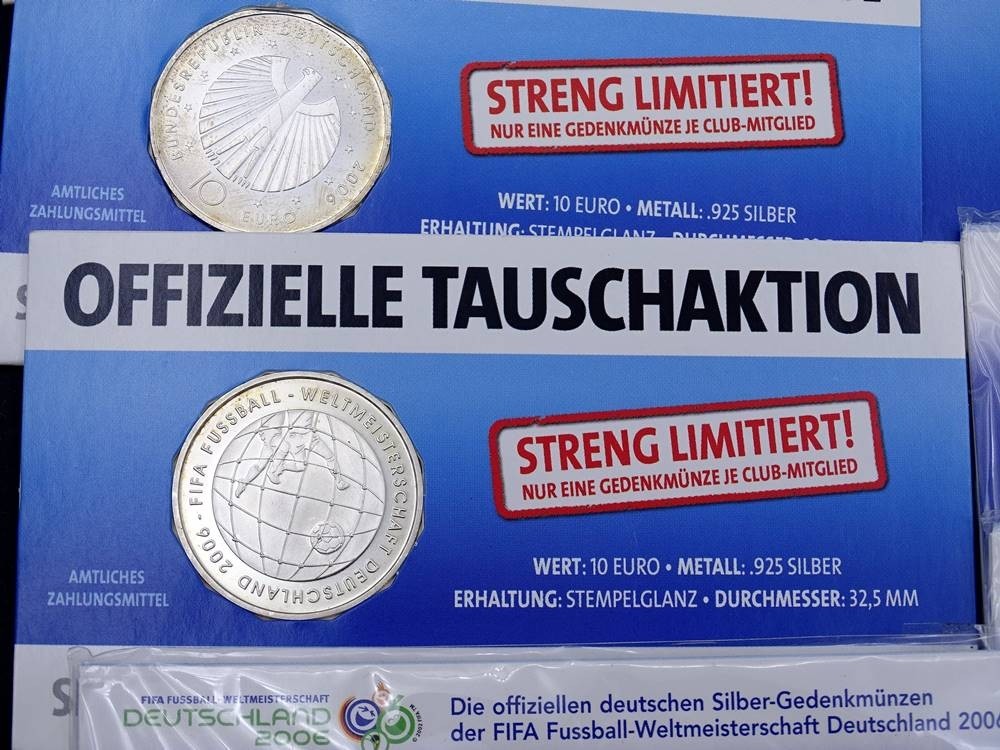 BUNDESREPUBLIK DEUTSCHLAND 2006
10
EURO
STRENG LIMITIERT!
NUR EINE GEDENKMÜNZE JE CLUB-MITGLIED
AMTLICHES
ZAHLUNGSMITTEL
WERT: 10 EURO • METALL: .925 SILBER
ERHALTUNG: STEMPELGLANZ • DURCHMESSER:
OFFIZIELLE TAUSCHAKTION
FIFA FUSSBALL - WELTMEISTERSCHAFT DEUTSCHLAND 2006 -
STRENG LIMITIERT!
NUR EINE GEDENKMÜNZE JE CLUB-MITGLIED
AMTLICHES
ZAHLUNGSMITTEL
WERT: 10 EURO • METALL: .925 SILBER
ERHALTUNG: STEMPELGLANZ • DURCHMESSER: 32,5 MM
FIFA FUSSBALL-WELTMEISTERSCHAFT
DEUTSCHLAND
2006
Die offiziellen deutschen Silber-Gedenkmünzen
der FIFA Fussball-Weltmeisterschaft Deutschland 2006